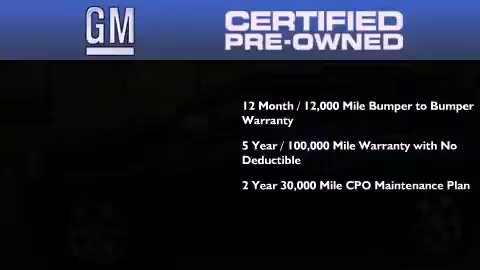 GM
CERTIFIED
PRE-OWNED
12 Month / 12,000 Mile Bumper to Bumper
Warranty
5 Year / 100,000 Mile Warranty with No
Deductible
2 Year 30,000 Mile CPO Maintenance Plan